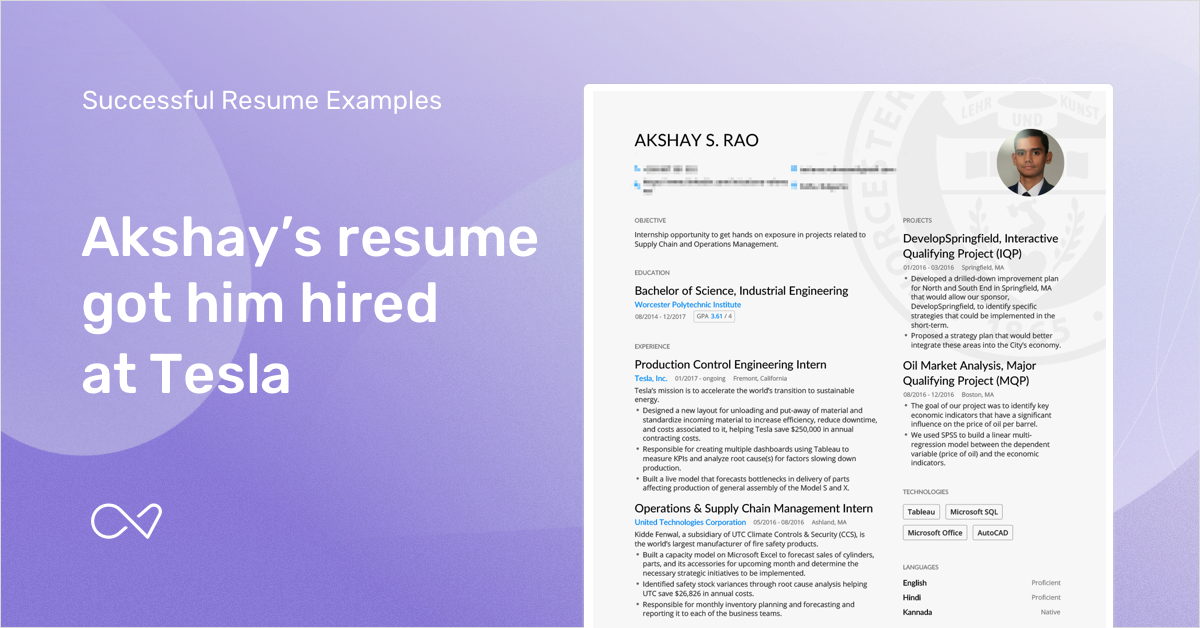 Successful Resume Examples
Akshay’s resume
got him hired
at Tesla
AKSHAY S. RAO
OBJECTIVE
Internship opportunity to get hands on exposure in projects related to
Supply Chain and Operations Management.
EDUCATION
Bachelor of Science, Industrial Engineering
Worcester Polytechnic Institute
08/2014 - 12/2017 GPA 3.61 / 4
EXPERIENCE
Production Control Engineering Intern
Tesla, Inc. 01/2017 - ongoing Fremont, California
Tesla’s mission is to accelerate the world’s transition to sustainable
energy.
• Designed a new layout for unloading and put-away of material and
standardize incoming material to increase efficiency, reduce downtime,
and costs associated to it, helping Tesla save $250,000 in annual
contracting costs.
• Responsible for creating multiple dashboards using Tableau to
measure KPIs and analyze root cause(s) for factors slowing down
production.
• Built a live model that forecasts bottlenecks in delivery of parts
affecting production of general assembly of the Model S and X.
Operations & Supply Chain Management Intern
United Technologies Corporation 05/2016 - 08/2016 Ashland, MA
Kidde Fenwal, a subsidiary of UTC Climate Controls & Security (CCS), is
the world’s largest manufacturer of fire safety products.
• Built a capacity model on Microsoft Excel to forecast sales of cylinders,
parts, and its accessories for upcoming month and determine the
necessary strategic initiatives to be implemented.
• Identified safety stock variances through root cause analysis helping
UTC save $26,826 in annual costs.
• Responsible for monthly inventory planning and forecasting and
reporting it to each of the business teams.
PROJECTS
DevelopSpringfield, Interactive
Qualifying Project (IQP)
01/2016 - 03/2016 Springfield, MA
• Developed a drilled-down improvement plan
for North and South End in Springfield, MA
that would allow our sponsor,
DevelopSpringfield, to identify specific
strategies that could be implemented in the
short-term.
• Proposed a strategy plan that would better
integrate these areas into the City’s economy.
Oil Market Analysis, Major
Qualifying Project (MQP)
08/2016 - 12/2016 Boston, MA
• The goal of our project was to identify key
economic indicators that have a significant
influence on the price of oil per barrel.
• We used SPSS to build a linear multi-
regression model between the dependent
variable (price of oil) and the economic
indicators.
TECHNOLOGIES
Tableau Microsoft SQL
Microsoft Office AutoCAD
LANGUAGES
English Proficient
Hindi Proficient
Kannada Native
LEHR
UND
KUNST
WORCESTER
1865